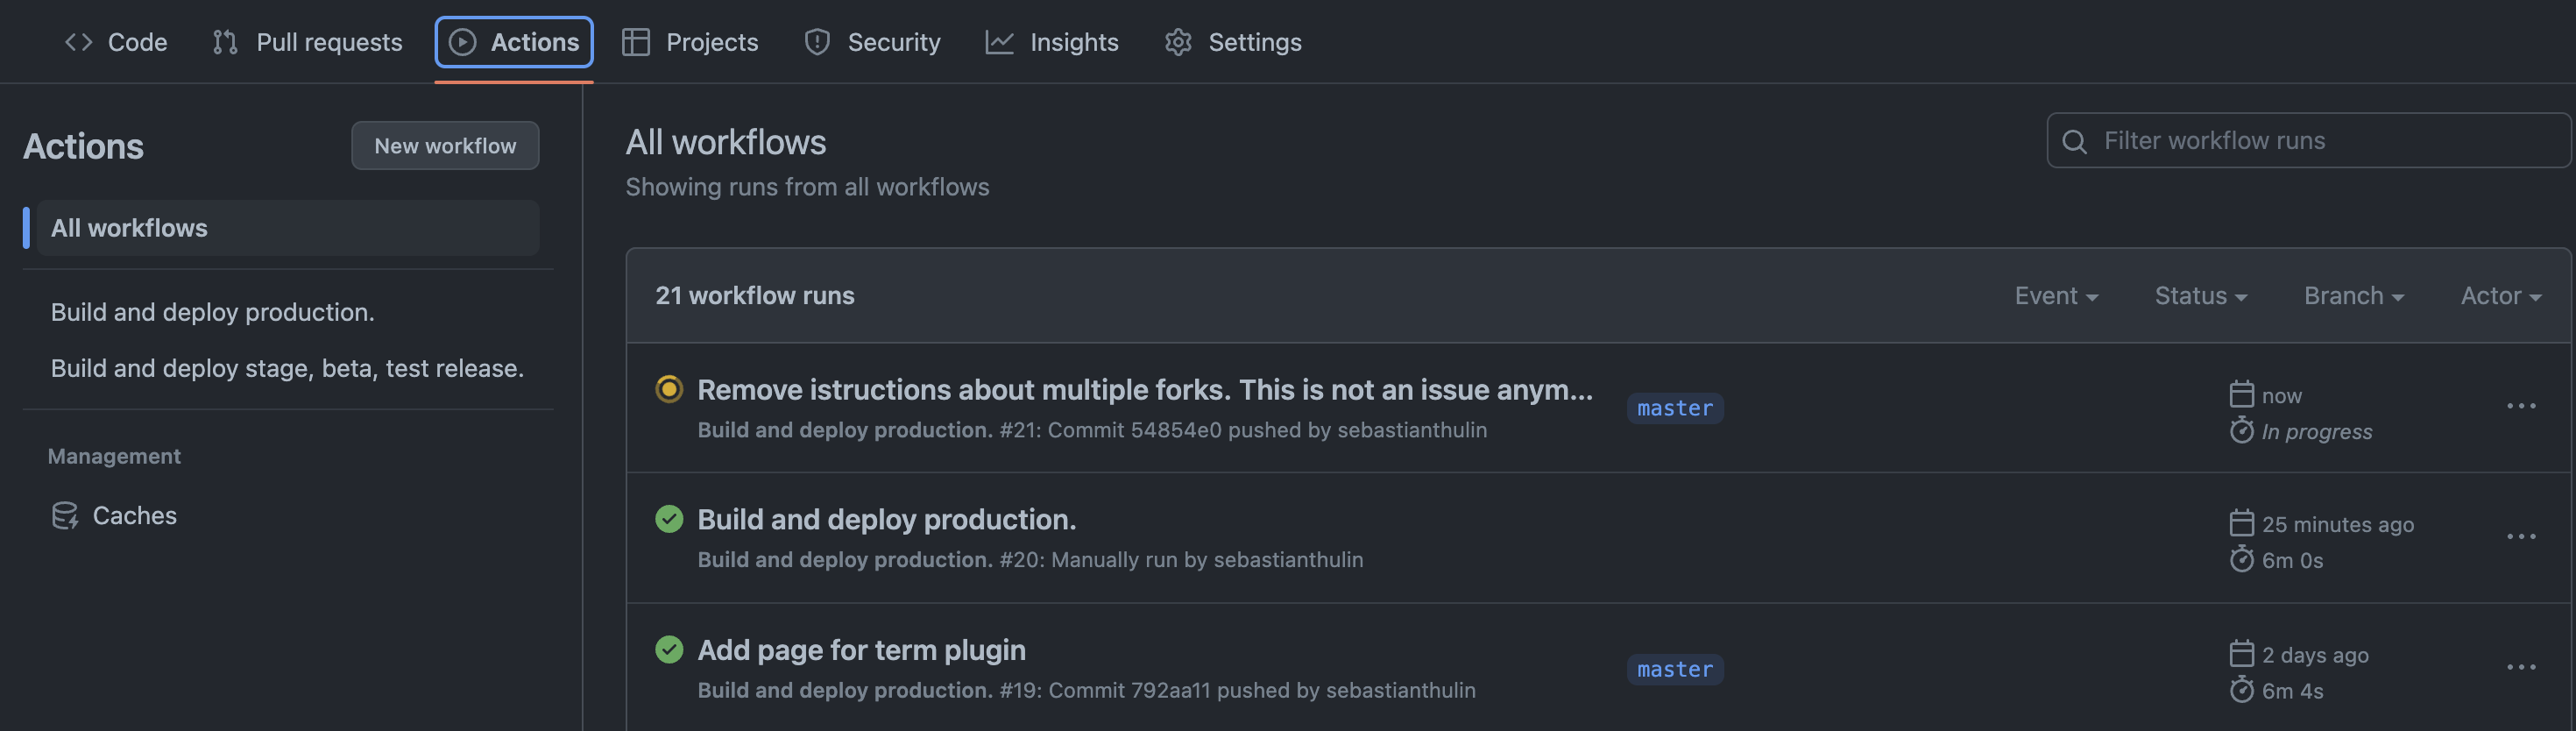 Code Pull requests Actions Projects Security Insights Settings
Actions
New workflow
All workflows
Build and deploy production.
Build and deploy stage, beta, test release.
Management
Caches
All workflows
Showing runs from all workflows
Filter workflow runs
21 workflow runs
Event Status Branch Actor
Remove istructions about multiple forks. This is not an issue anym...
Build and deploy production. #21: Commit 54854e0 pushed by sebastianthulin
master
now
In progress
Build and deploy production.
Build and deploy production. #20: Manually run by sebastianthulin
25 minutes ago
6m 0s
Add page for term plugin
Build and deploy production. #19: Commit 792aa11 pushed by sebastianthulin
master
2 days ago
6m 4s